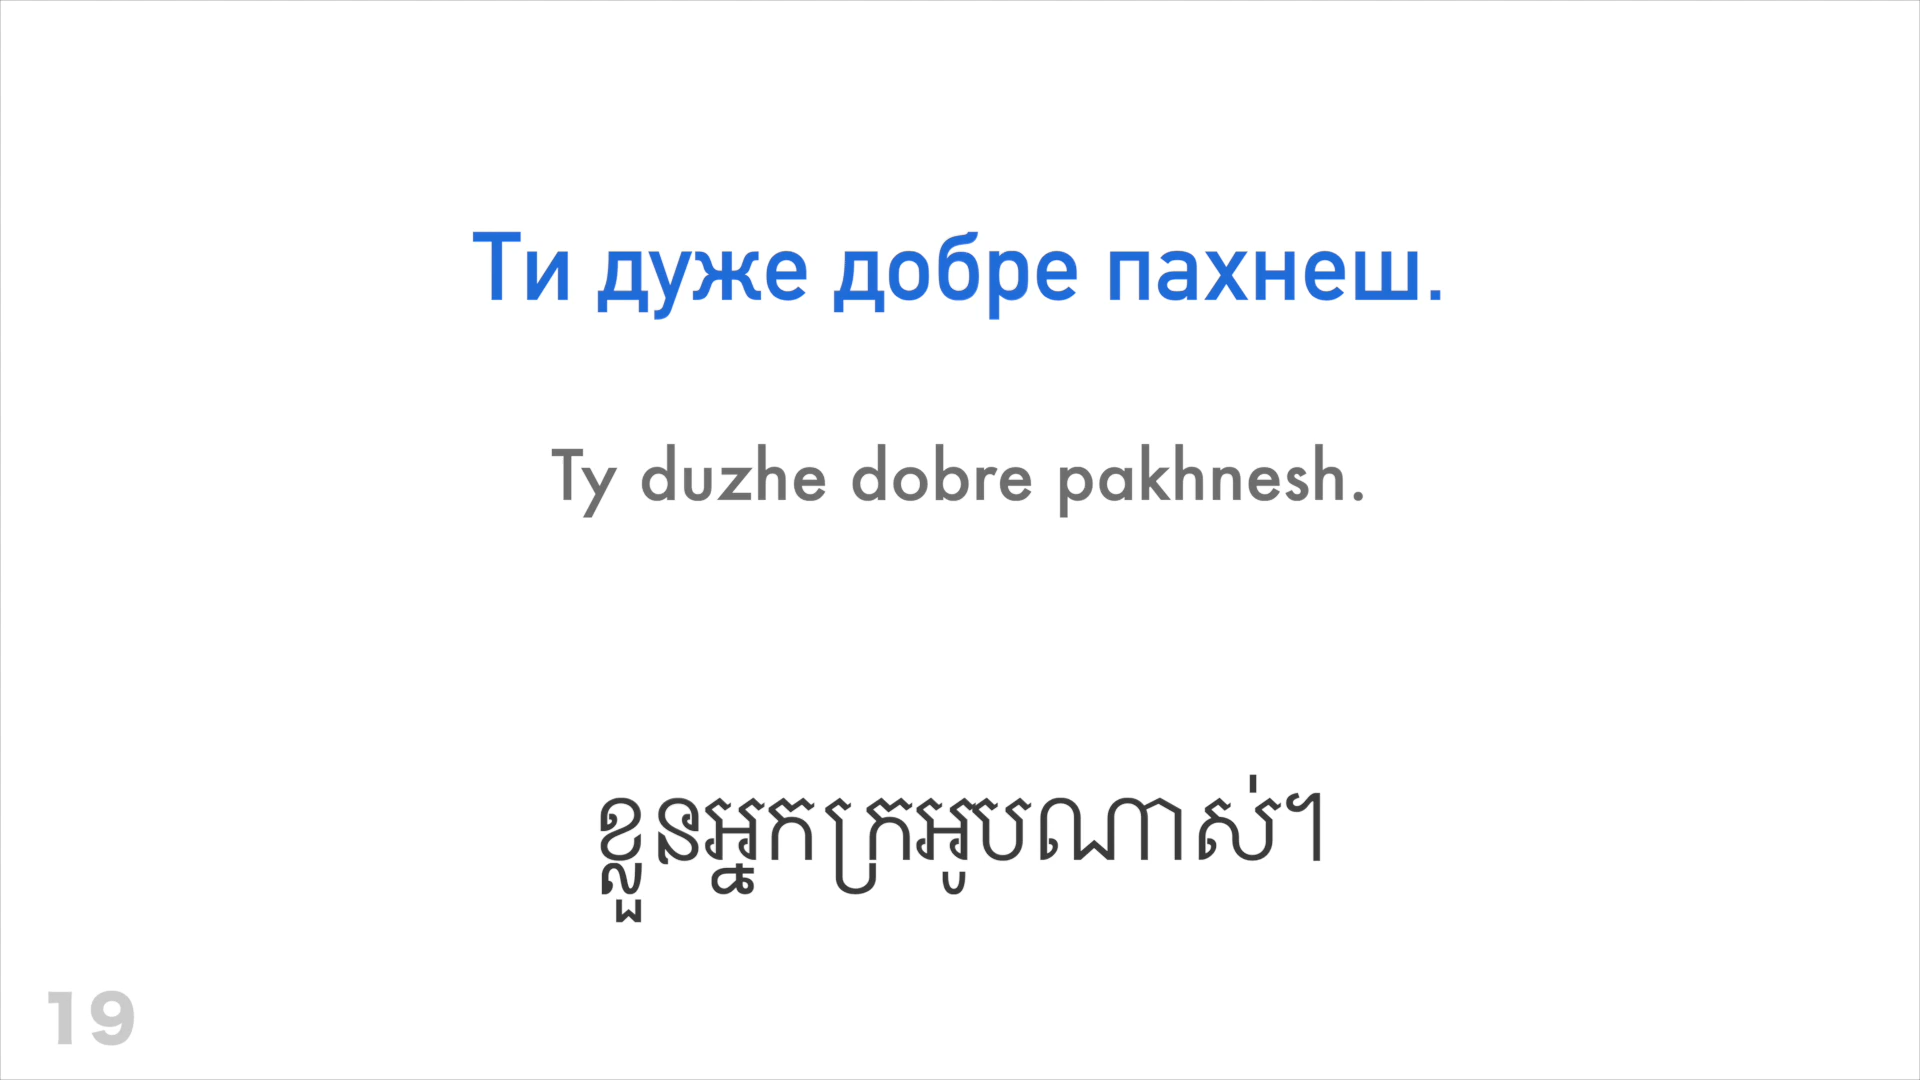 Ти дуже добре пахнеш.
Ty duzhe dobre pakhnesh.
ខ្លួនអ្នកក្រអូបណាស់។
19